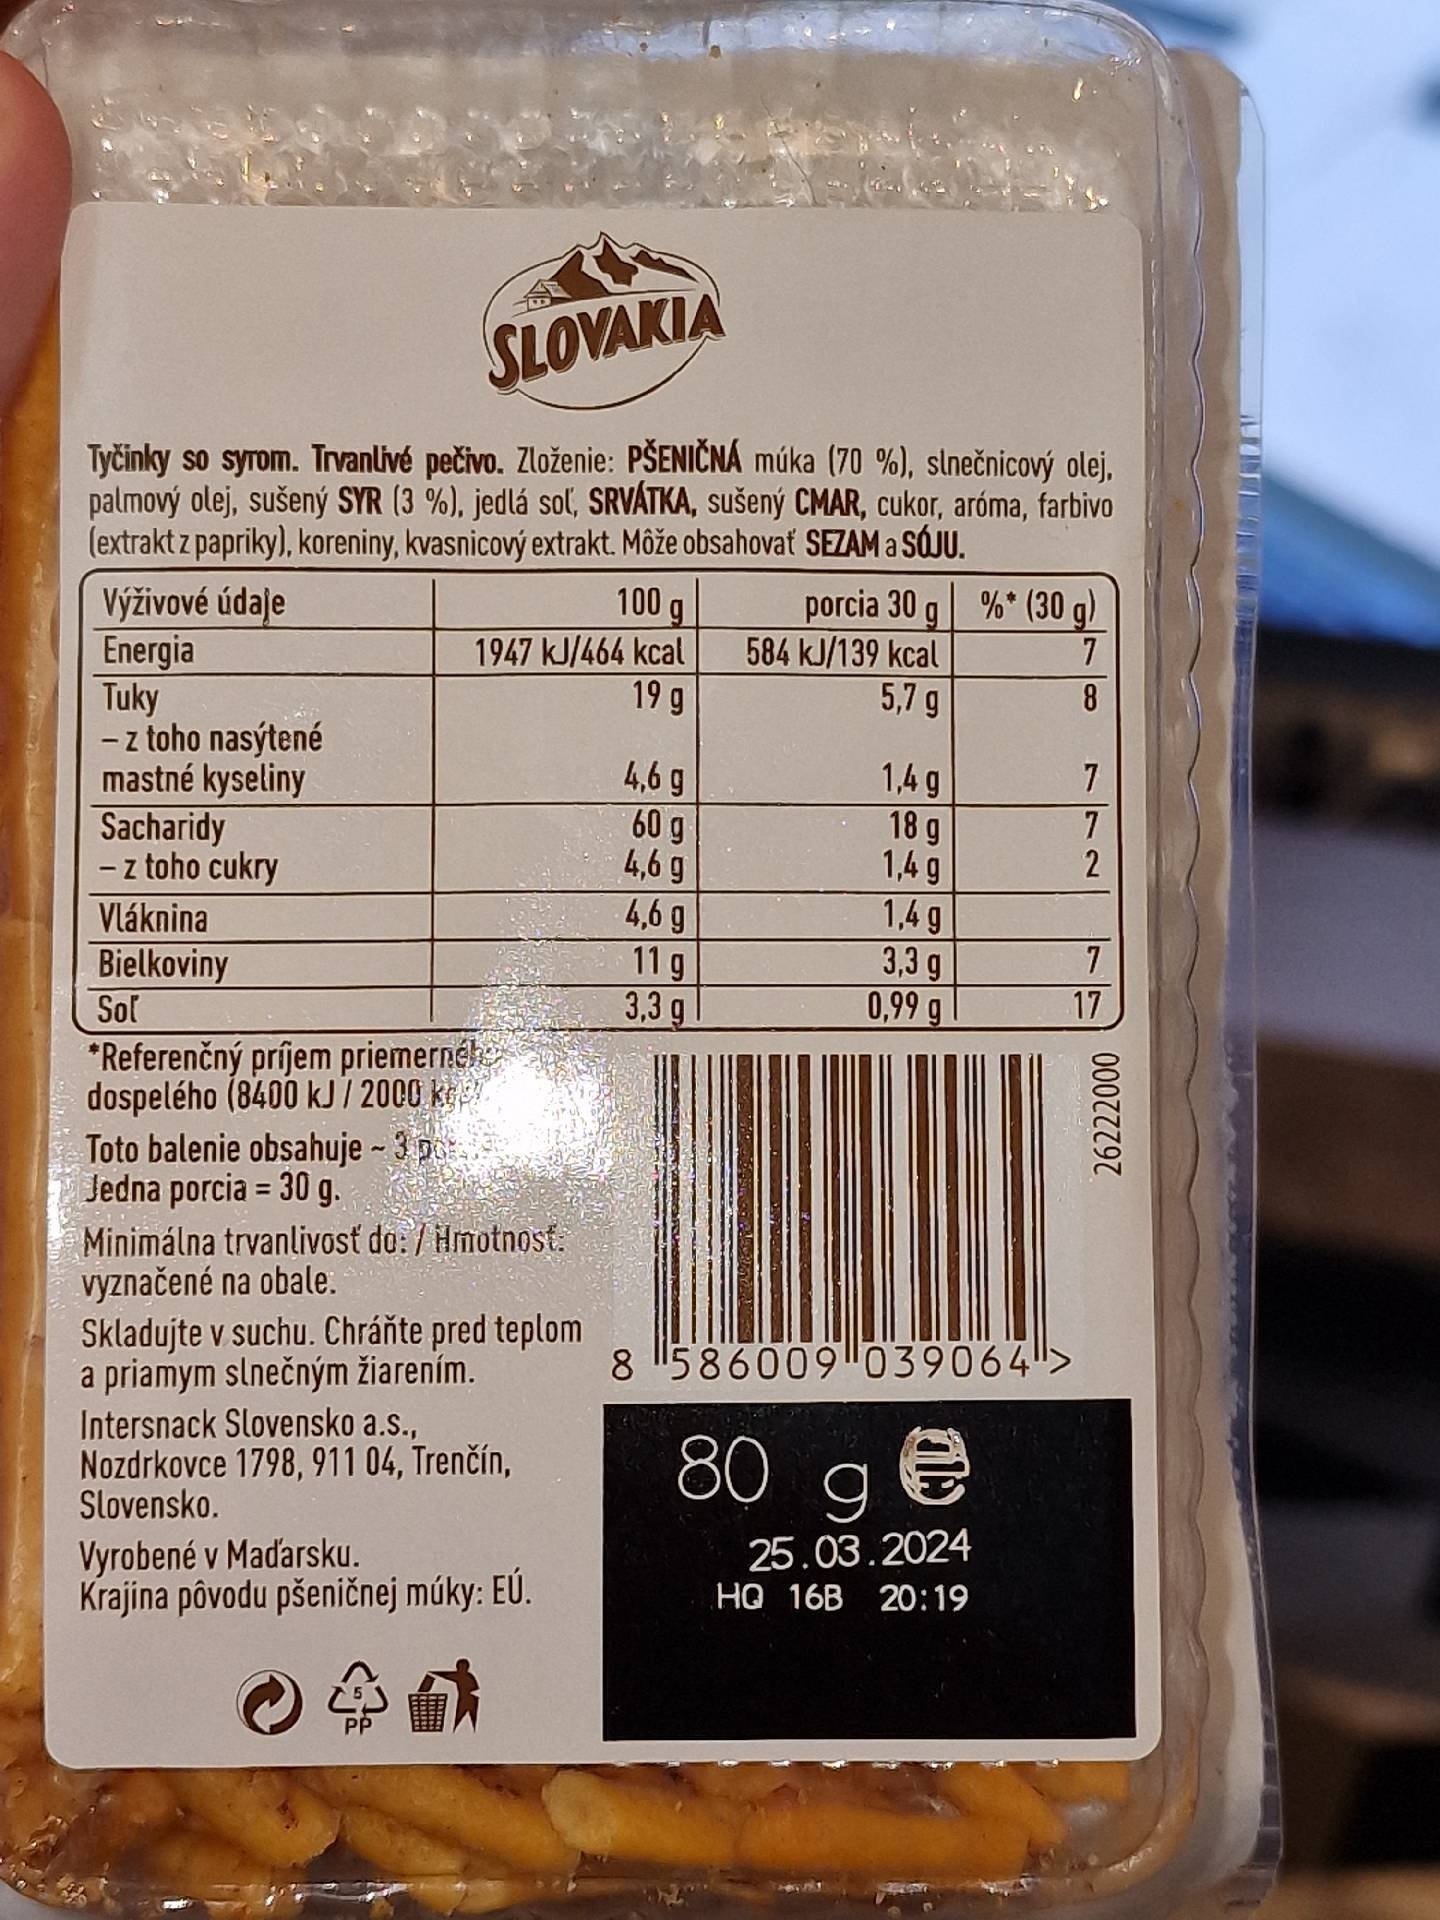 SLOVAKIA
Tyčinky so syrom. Trvanlivé pečivo. Zloženie: PŠENIČNÁ múka (70 %), slnečnicový olej,
palmový olej, sušený SYR (3 %), jedlá soľ, SRVÁTKA, sušený CMAR, cukor, aróma, farbivo
(extrakt z papriky), koreniny, kvasnicový extrakt. Môže obsahovať SEZAM a SÓJU.
Výživové údaje 100 g porcia 30 g %* (30 g)
Energia 1947 kJ/464 kcal 584 kJ/139 kcal 7
Tuky 19 g 5,7 g 8
– z toho nasýtené
mastné kyseliny 4,6 g 1,4 g 7
Sacharidy 60 g 18 g 7
– z toho cukry 4,6 g 1,4 g 2
Vláknina 4,6 g 1,4 g
Bielkoviny 11 g 3,3 g 7
Soľ 3,3 g 0,99 g 17
*Referenčný príjem priemerného
dospelého (8400 kJ / 2000
Toto balenie obsahuje ~ 3
Jedna porcia = 30 g.
Minimálna trvanlivosť do: / Hmotnosť:
vyznačené na obale.
Skladujte v suchu. Chráňte pred teplom
a priamym slnečným žiarením.
Intersnack Slovensko a.s.,
Nozdrkovce 1798, 911 04, Trenčín,
Slovensko.
Vyrobené v Maďarsku.
Krajina pôvodu pšeničnej múky: EÚ.
5
PP
26222000
8 586009 039064 >
80 g e
25.03.2024
HQ 16B 20:19